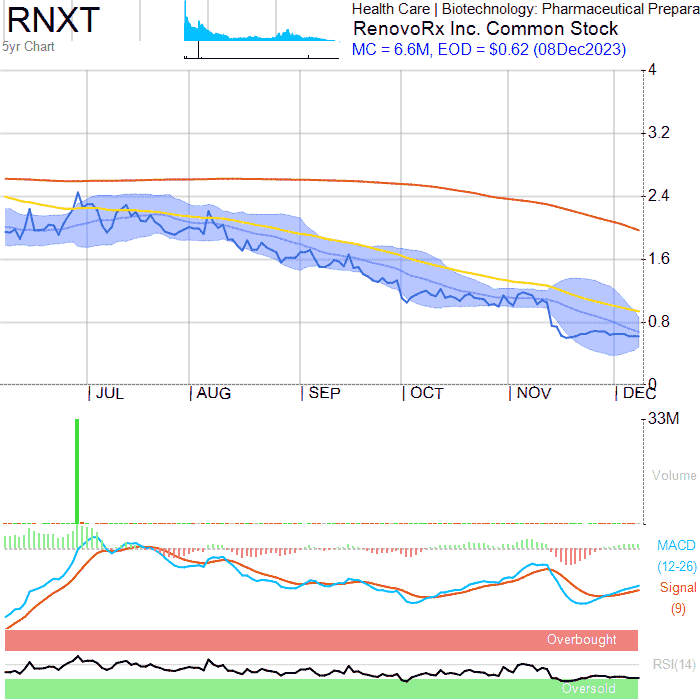 RNXT
5yr Chart
Health Care | Biotechnology: Pharmaceutical Prepara
RenovoRx Inc. Common Stock
MC = 6.6M, EOD = $0.62 (08Dec2023)
4
3.2
2.4
1.6
0.8
0
JUL AUG SEP OCT NOV DEC
33M
Volume
MACD
(12-26)
Signal
(9)
Overbought
RSI(14)
Oversold